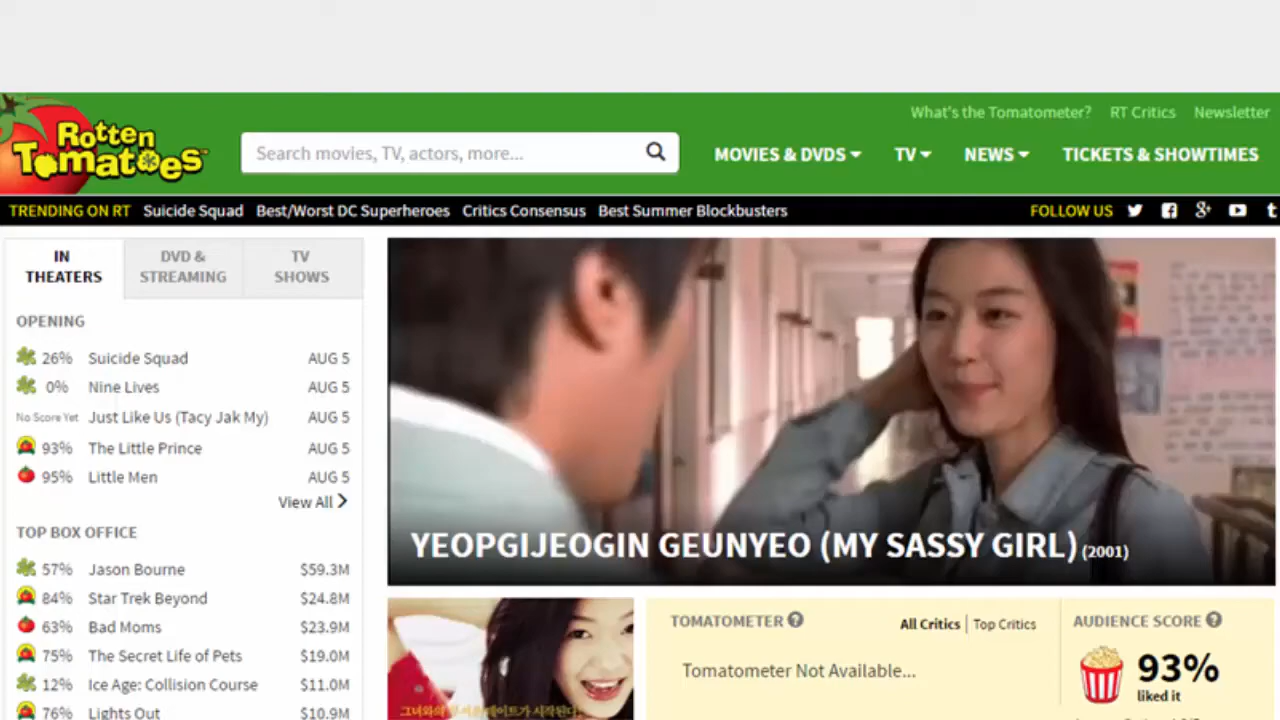 What's the Tomatometer? RT Critics Newsletter
Rotten
Tomatoes™
Search movies, TV, actors, more...
MOVIES & DVDS TV NEWS TICKETS & SHOWTIMES
TRENDING ON RT Suicide Squad Best/Worst DC Superheroes Critics Consensus Best Summer Blockbusters FOLLOW US
IN THEATERS
DVD & STREAMING
TV SHOWS
OPENING
26% Suicide Squad AUG 5
0% Nine Lives AUG 5
No Score Yet Just Like Us (Tacy Jak My) AUG 5
93% The Little Prince AUG 5
95% Little Men AUG 5
View All
TOP BOX OFFICE
57% Jason Bourne $59.3M
84% Star Trek Beyond $24.8M
63% Bad Moms $23.9M
75% The Secret Life of Pets $19.0M
12% Ice Age: Collision Course $11.0M
76% Lights Out $10.9M
YEOPGIJEOGIN GEUNYEO (MY SASSY GIRL) (2001)
TOMATOMETER All Critics | Top Critics
Tomatometer Not Available...
AUDIENCE SCORE
93%
liked it